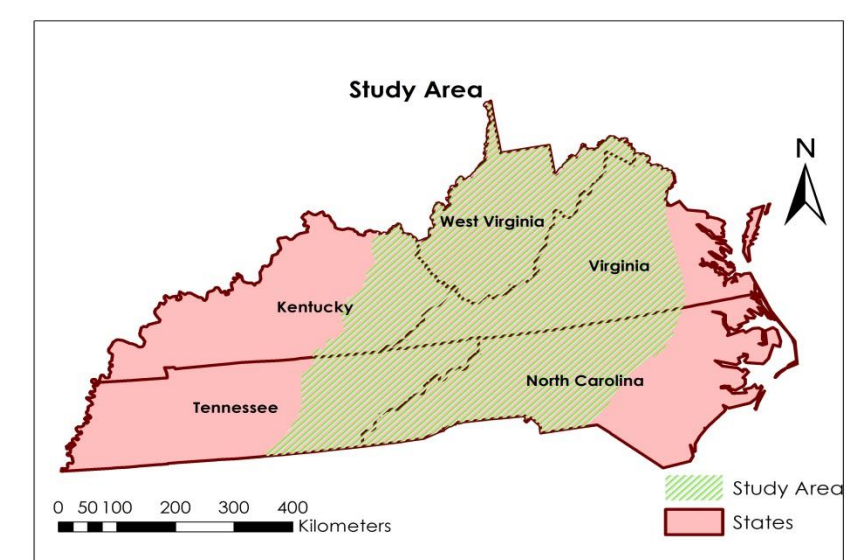 Study Area
N
West Virginia
Virginia
Kentucky
North Carolina
Tennessee
Study Area
0 50 100 200 300 400
Kilometers
States